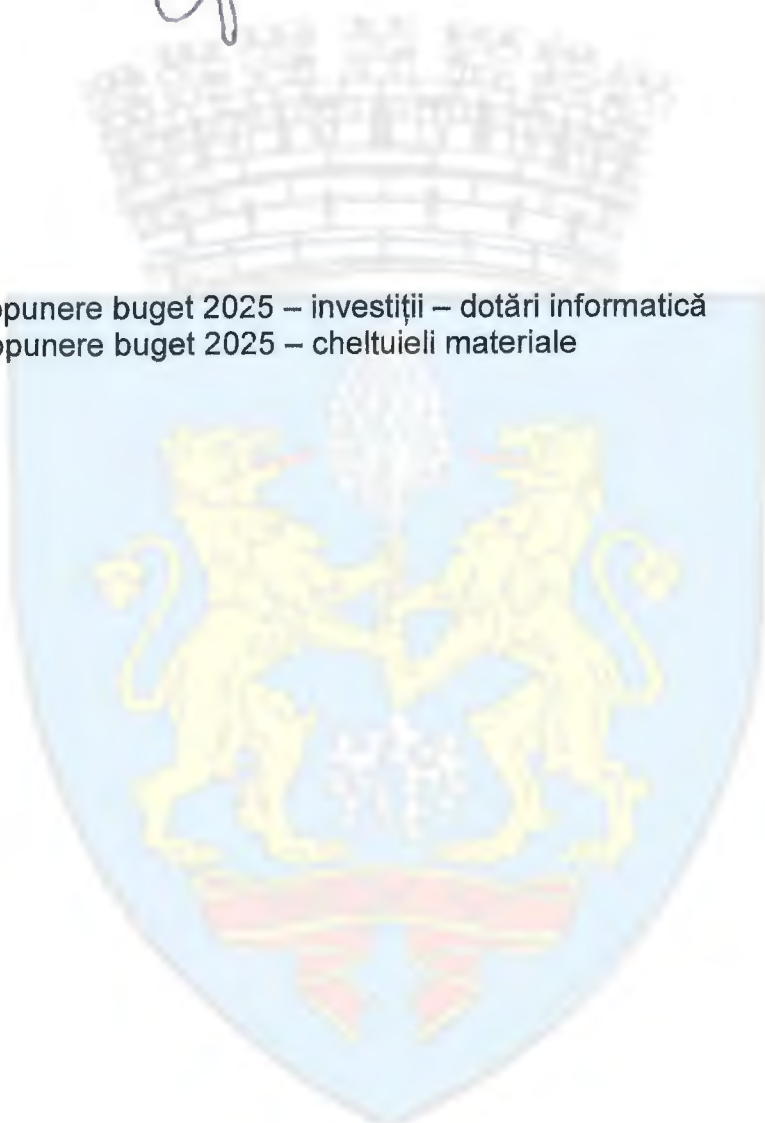 opunere buget 2025 – investiții – dotări informatică
opunere buget 2025 – cheltuieli materiale